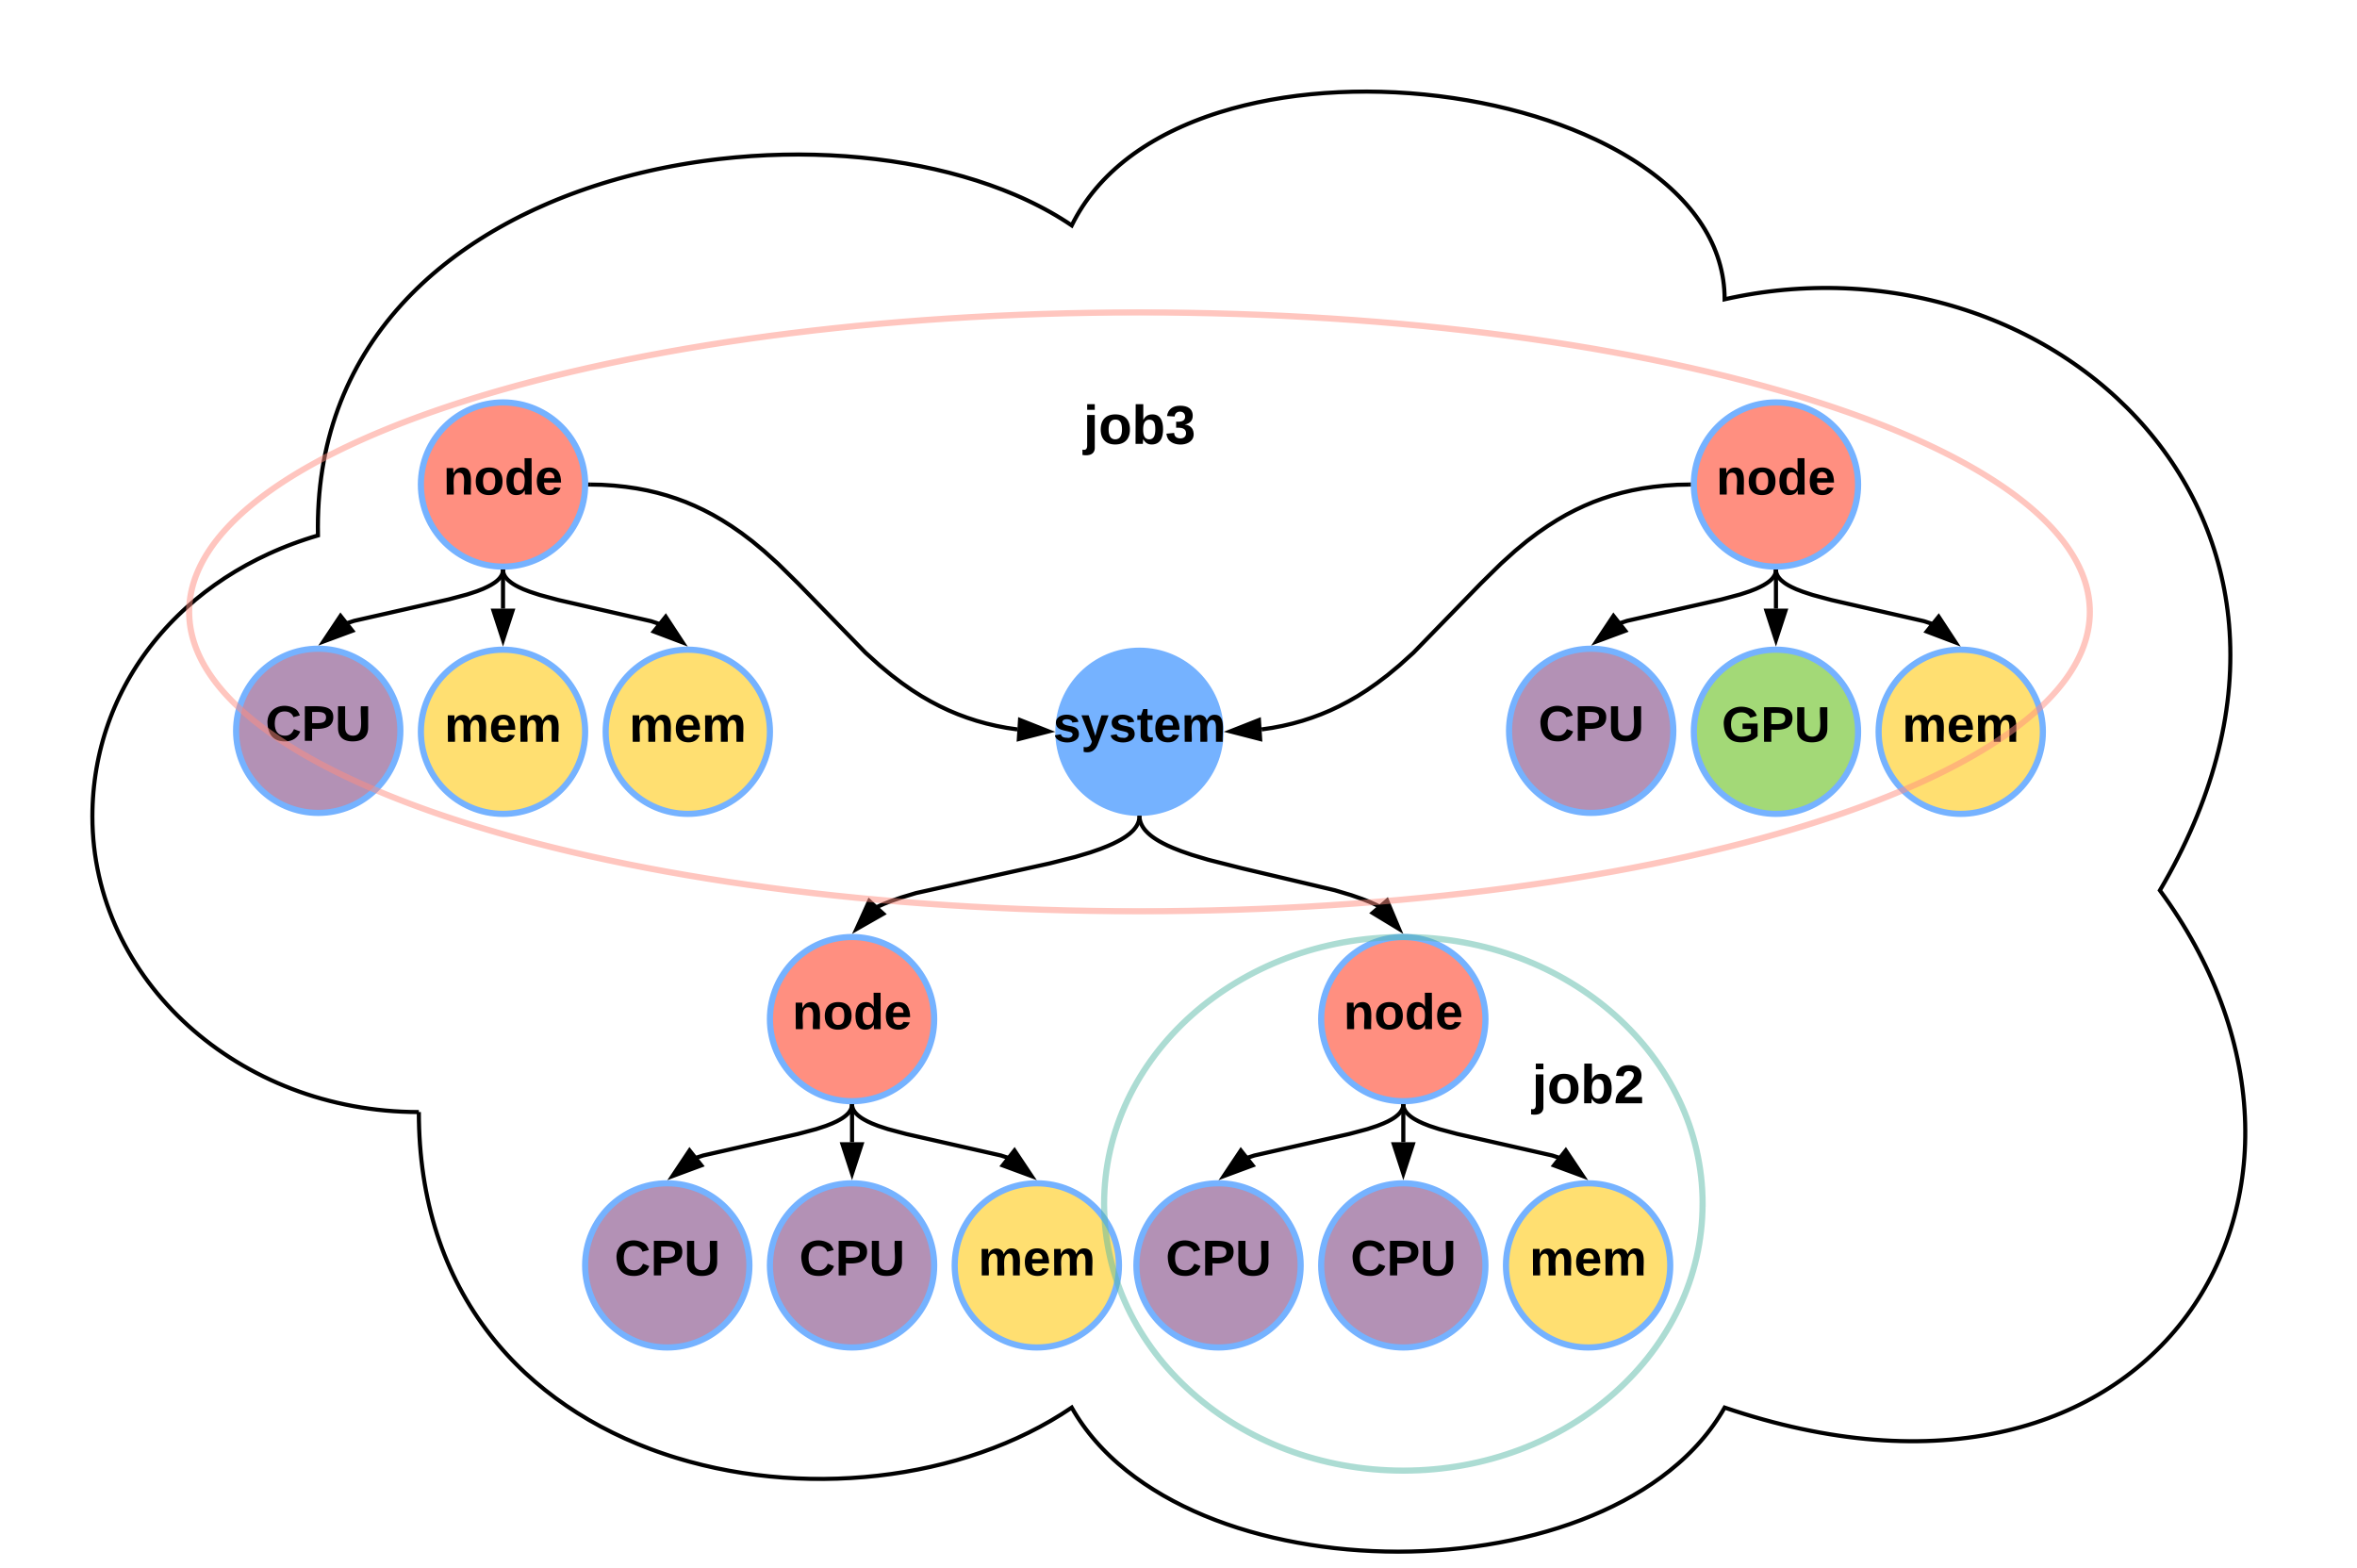 job3
node
node
CPU
mem
mem
system
CPU
GPU
mem
node
node
job2
CPU
CPU
mem
CPU
CPU
mem